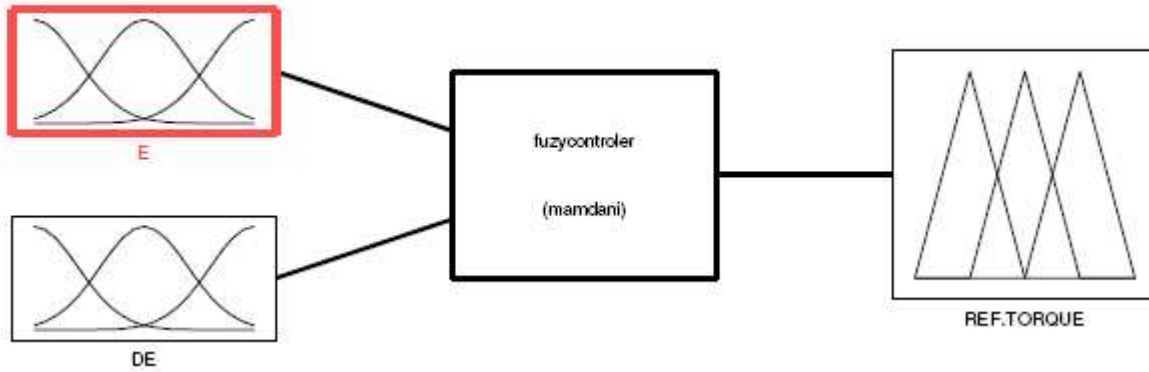 E
fuzycontroler
(mamdani)
DE
REF.TORQUE